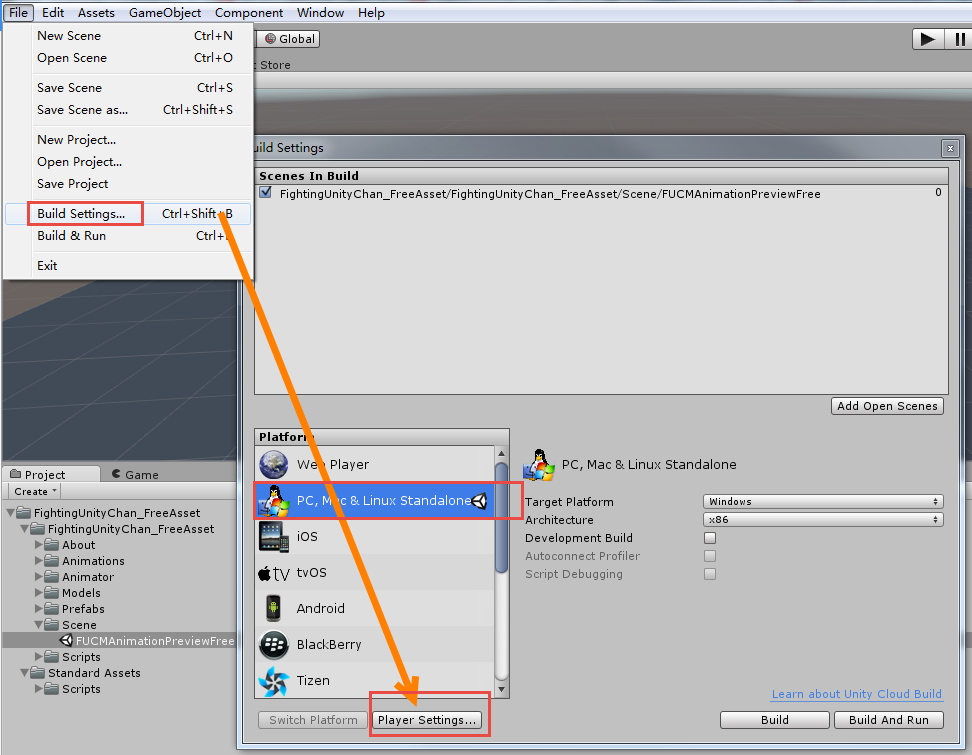 File Edit Assets GameObject Component Window Help
New Scene Ctrl+N
Open Scene Ctrl+O
Save Scene Ctrl+S
Save Scene as... Ctrl+Shift+S
New Project...
Open Project...
Save Project
Build Settings... Ctrl+Shift+B
Build & Run
Exit
Global
Store
Build Settings
Scenes In Build
FightingUnityChan_FreeAsset/FightingUnityChan_FreeAsset/Scene/FUCMAnimationPreviewFree 0
Add Open Scenes
Platform
Web Player
PC, Mac & Linux Standalone
iOS
tv tvOS
Android
BlackBerry
Tizen
Switch Platform
Player Settings...
PC, Mac & Linux Standalone
Target Platform Windows
Architecture x86
Development Build
Autoconnect Profiler
Script Debugging
Learn about Unity Cloud Build
Build
Build And Run
Project
Game
Create
FightingUnityChan_FreeAsset
FightingUnityChan_FreeAsset
About
Animations
Animator
Models
Prefabs
Scene
FUCMAnimationPreviewFree
Scripts
Standard Assets
Scripts